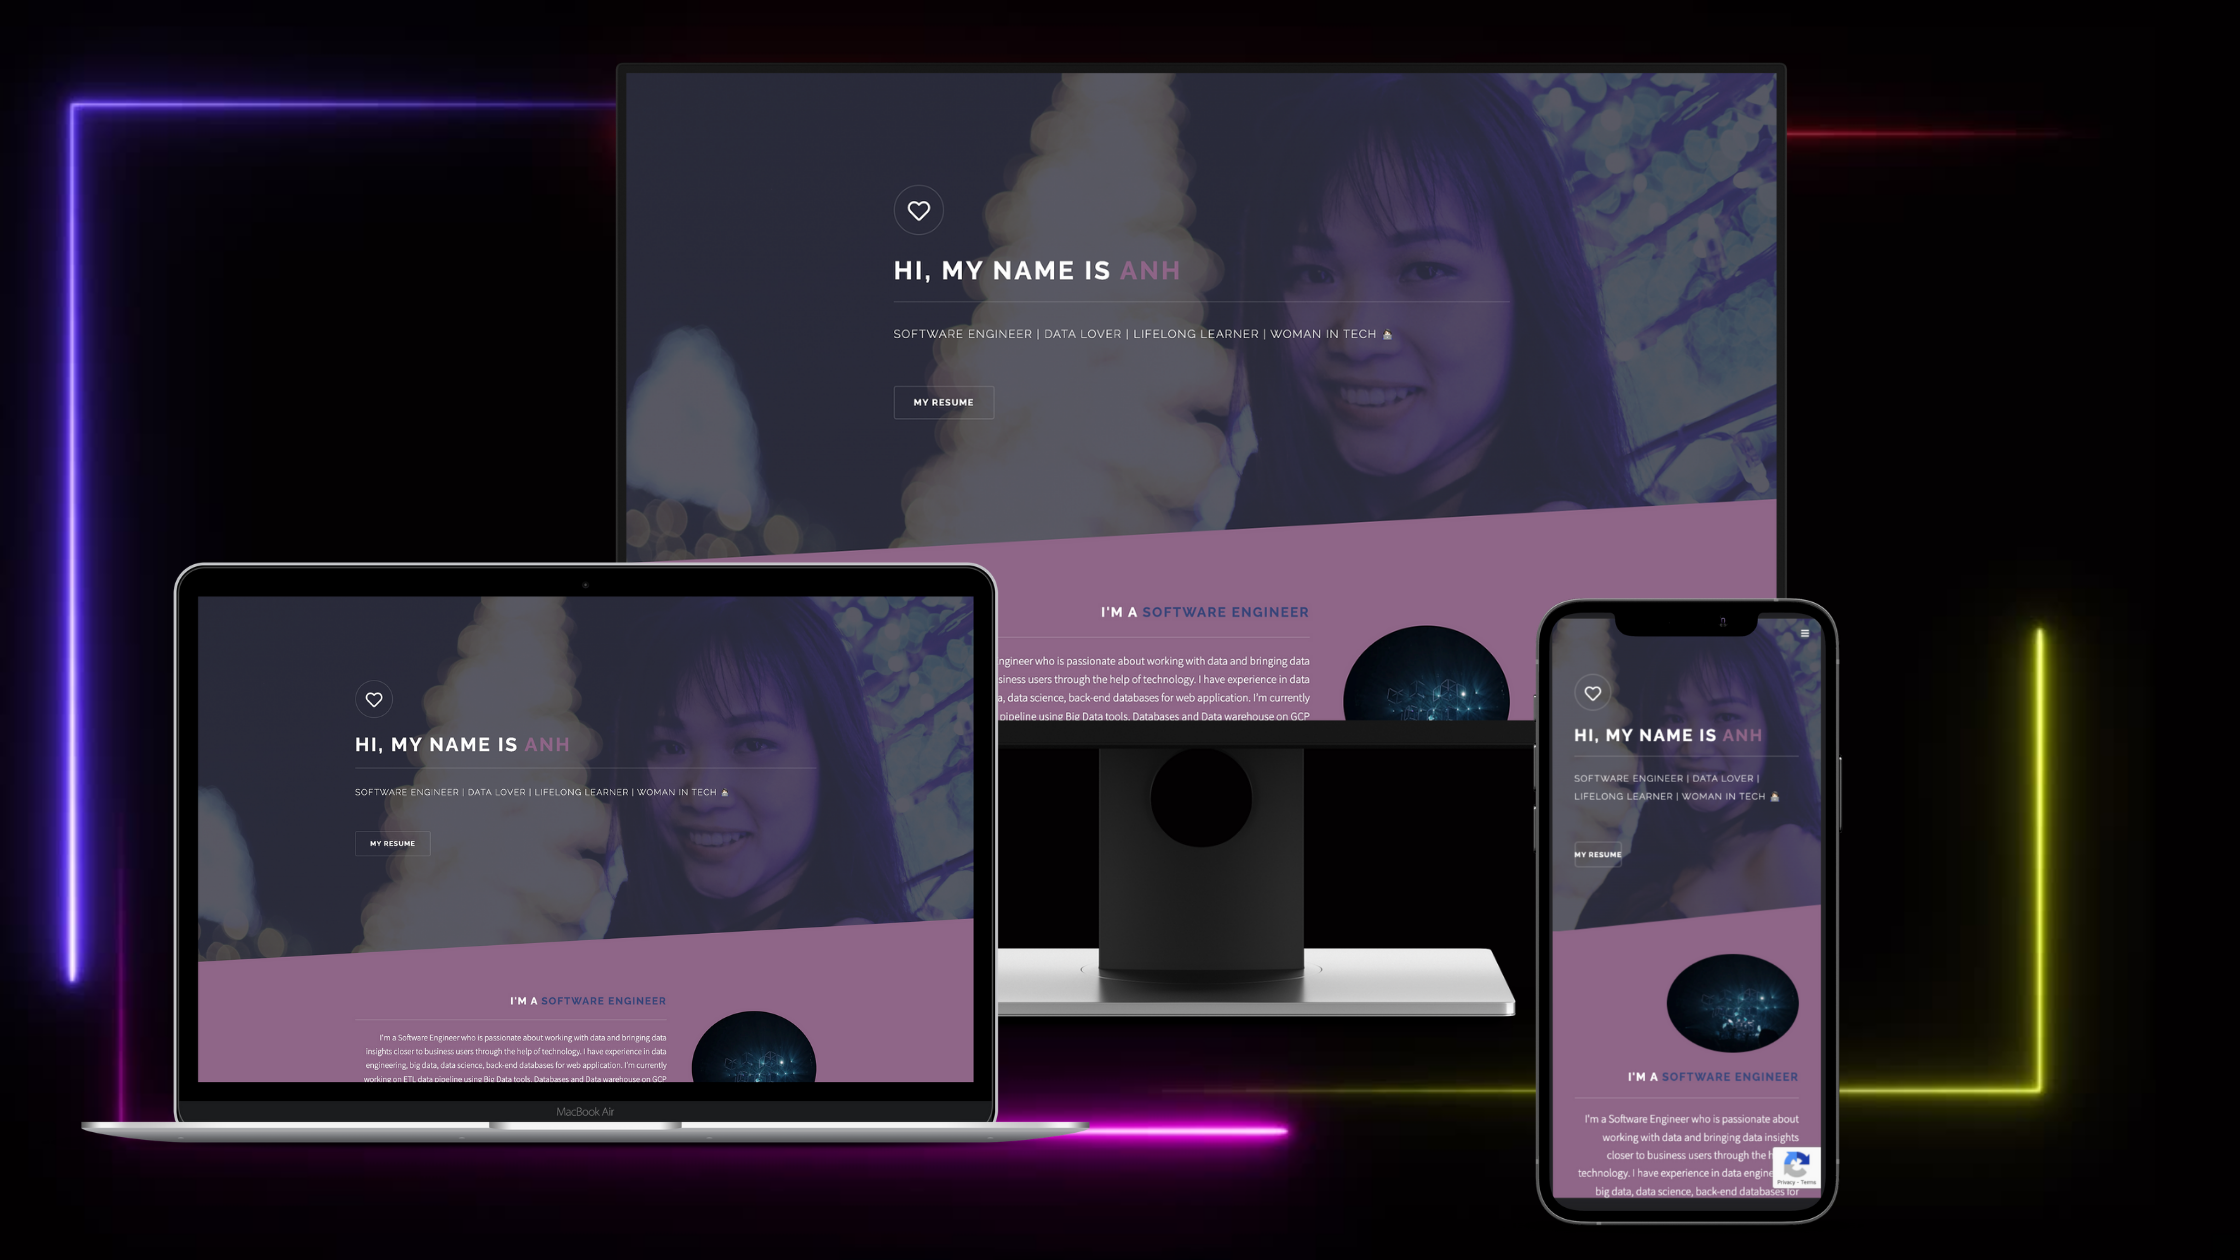 HI, MY NAME IS ANH
SOFTWARE ENGINEER | DATA LOVER | LIFELONG LEARNER | WOMAN IN TECH
MY RESUME
I'M A SOFTWARE ENGINEER
ngineer who is passionate about working with data and bringing data
siness users through the help of technology. I have experience in data
a, data science, back-end databases for web application. I'm currently
pipeline using Big Data tools, Databases and Data warehouse on GCP
HI, MY NAME IS ANH
SOFTWARE ENGINEER | DATA LOVER | LIFELONG LEARNER | WOMAN IN TECH
MY RESUME
I'M A SOFTWARE ENGINEER
I'm a Software Engineer who is passionate about working with data and bringing data
insights closer to business users through the help of technology. I have experience in data
engineering, big data, data science, back-end databases for web application. I'm currently
working on ETL data pipeline using Big Data tools, Databases and Data warehouse on GCP
MacBook Air
HI, MY NAME IS ANH
SOFTWARE ENGINEER | DATA LOVER |
LIFELONG LEARNER | WOMAN IN TECH
MY RESUME
I'M A SOFTWARE ENGINEER
I'm a Software Engineer who is passionate about
working with data and bringing data insights
closer to business users through the h
technology. I have experience in data engine
big data, data science, back-end databases for
Privacy - Terms